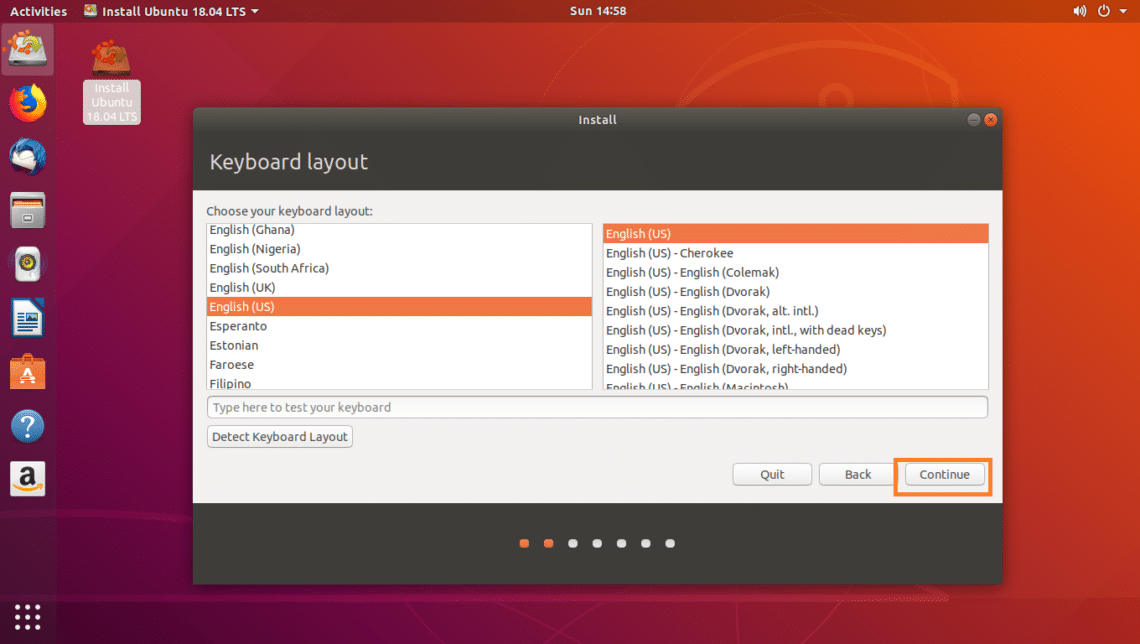 Activities
Install Ubuntu 18.04 LTS
Sun 14:58
Install
Ubuntu
18.04 LTS
Install
Keyboard layout
Choose your keyboard layout:
English (Ghana)
English (Nigeria)
English (South Africa)
English (UK)
English (US)
Esperanto
Estonian
Faroese
Filipino
English (US)
English (US) - Cherokee
English (US) - English (Colemak)
English (US) - English (Dvorak)
English (US) - English (Dvorak, alt. intl.)
English (US) - English (Dvorak, intl., with dead keys)
English (US) - English (Dvorak, left-handed)
English (US) - English (Dvorak, right-handed)
English (US) - English (Macintosh)
Type here to test your keyboard
Detect Keyboard Layout
Quit
Back
Continue
?
a